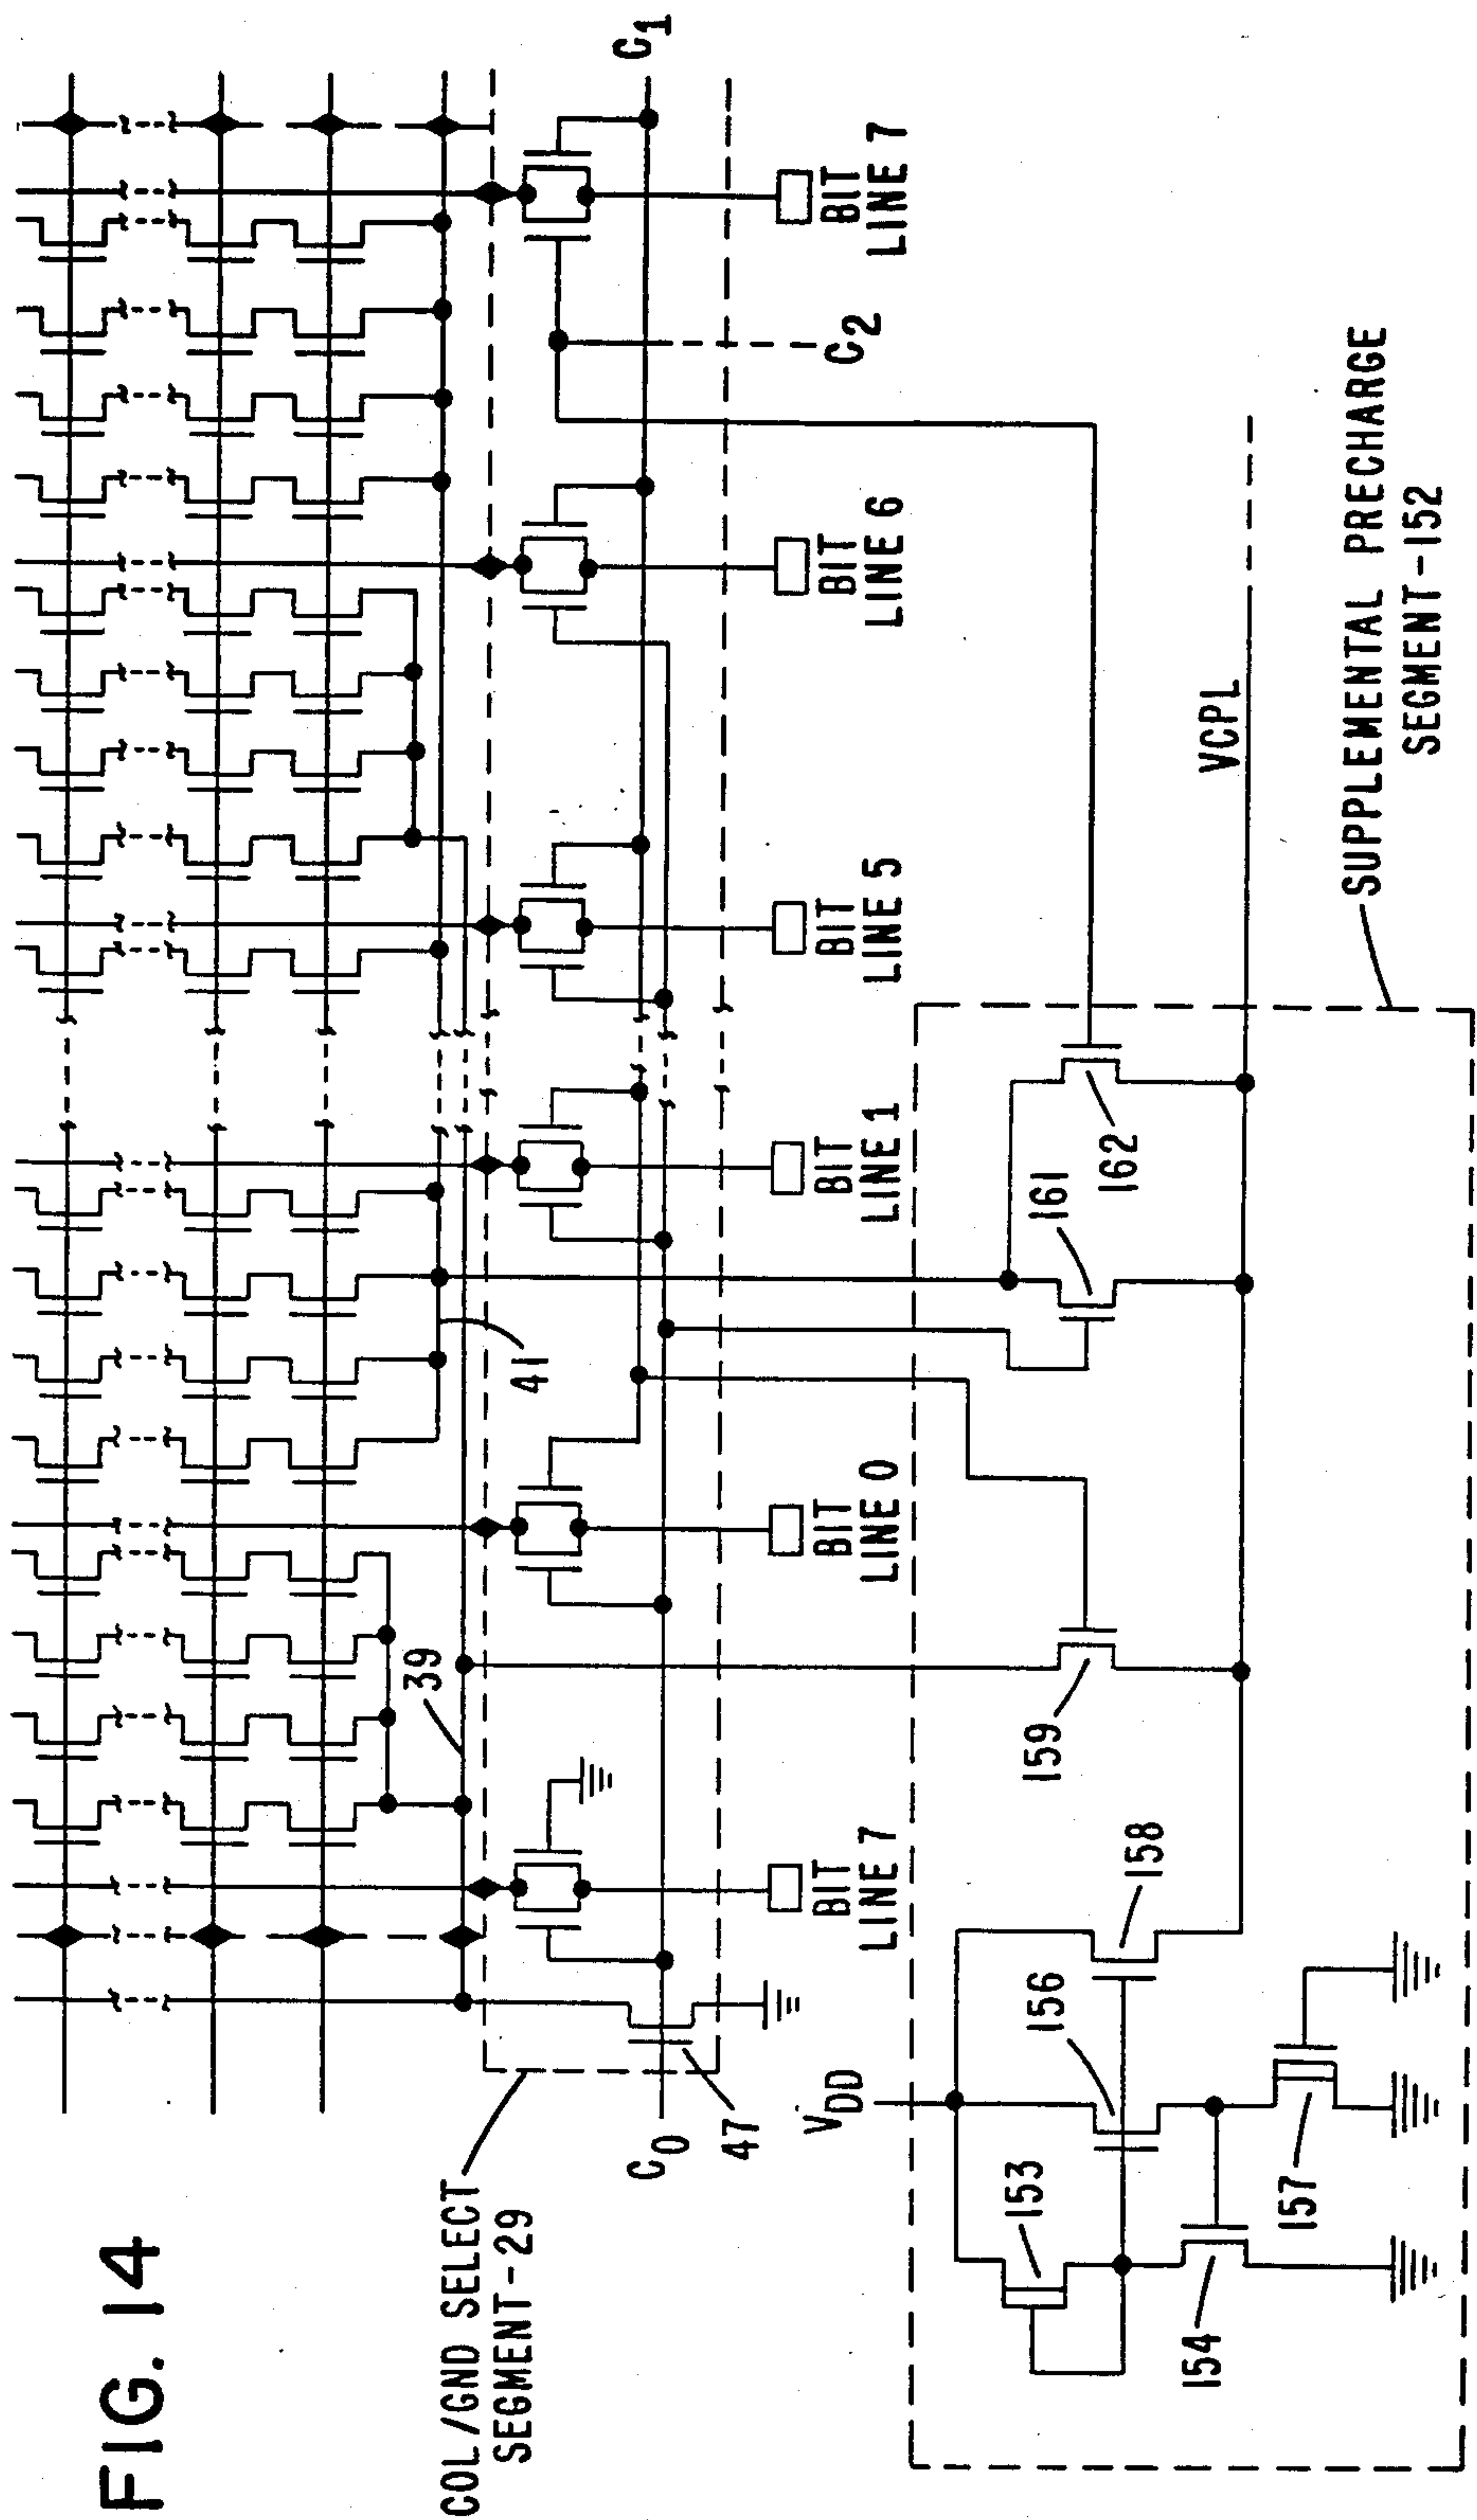 FIG. 14
COL/GND SELECT
SEGMENT-29
C0
47
39
41
C1
C2
BIT
LINE 7
BIT
LINE 0
BIT
LINE 1
BIT
LINE 5
BIT
LINE 6
BIT
LINE 7
VDD
153
154
156
157
158
159
161
162
VCPL
SUPPLEMENTAL PRECHARGE
SEGMENT-152